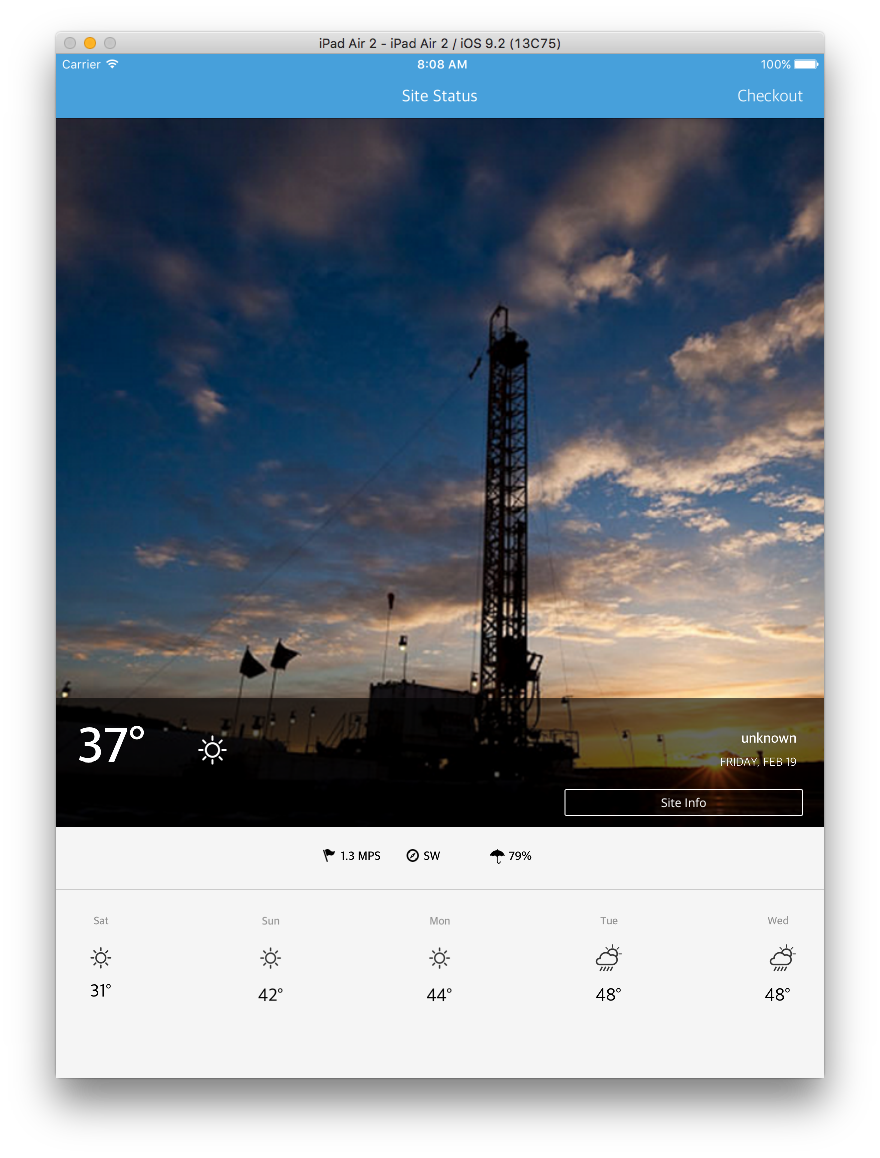 iPad Air 2 - iPad Air 2 / iOS 9.2 (13C75)
Carrier 8:08 AM 100%
Site Status Checkout
37°
unknown
FRIDAY, FEB 19
Site Info
1.3 MPS SW 79%
Sat Sun Mon Tue Wed
31° 42° 44° 48° 48°